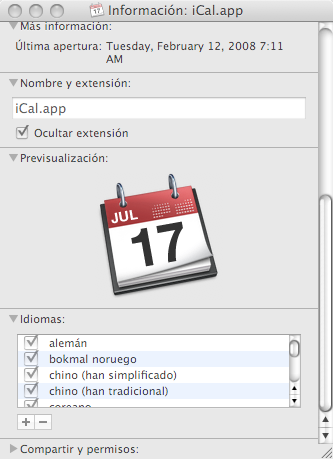 Información: iCal.app
Más información:
Última apertura: Tuesday, February 12, 2008 7:11
AM
Nombre y extensión:
iCal.app
Ocultar extensión
Previsualización:
JUL
17
Idiomas:
alemán
bokmal noruego
chino (han simplificado)
chino (han tradicional)
coreano
Compartir y permisos: